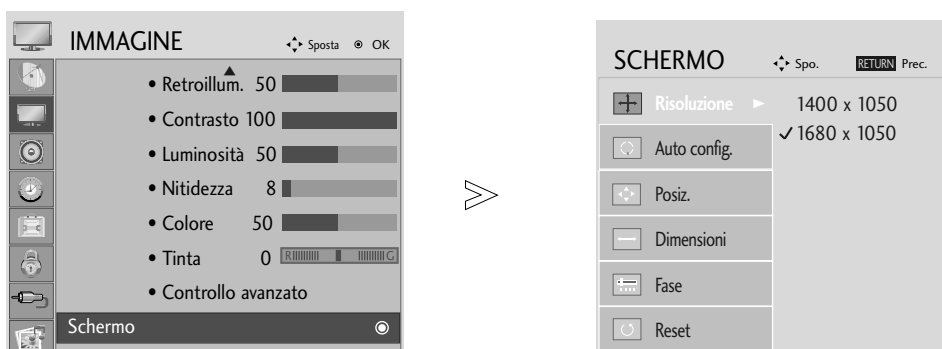 IMMAGINE Sposta OK
• Retroillum. 50
• Contrasto 100
• Luminosità 50
• Nitidezza 8
• Colore 50
• Tinta 0 R G
• Controllo avanzato
Schermo
SCHERMO Spo. RETURN Prec.
Risoluzione 1400 x 1050
✓ 1680 x 1050
Auto config.
Posiz.
Dimensioni
Fase
Reset